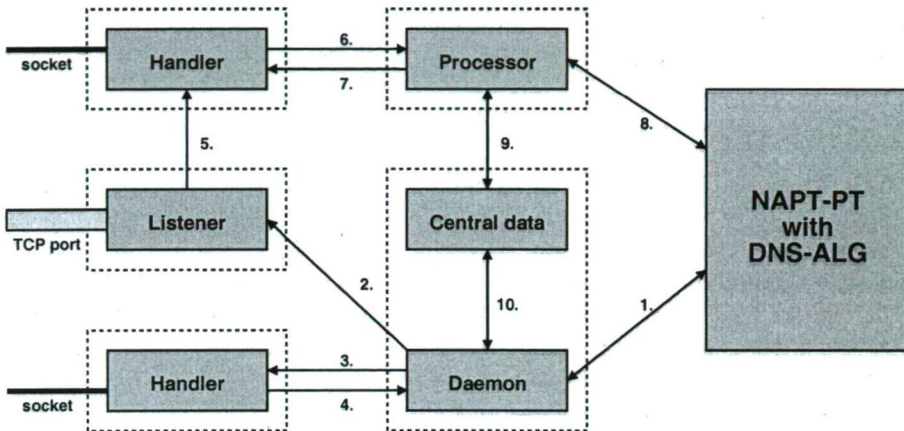 Handler
6.
Processor
socket
7.
8.
5.
9.
NAPT-PT
with
DNS-ALG
Listener
Central data
TCP port
2.
10.
1.
Handler
3.
Daemon
socket
4.